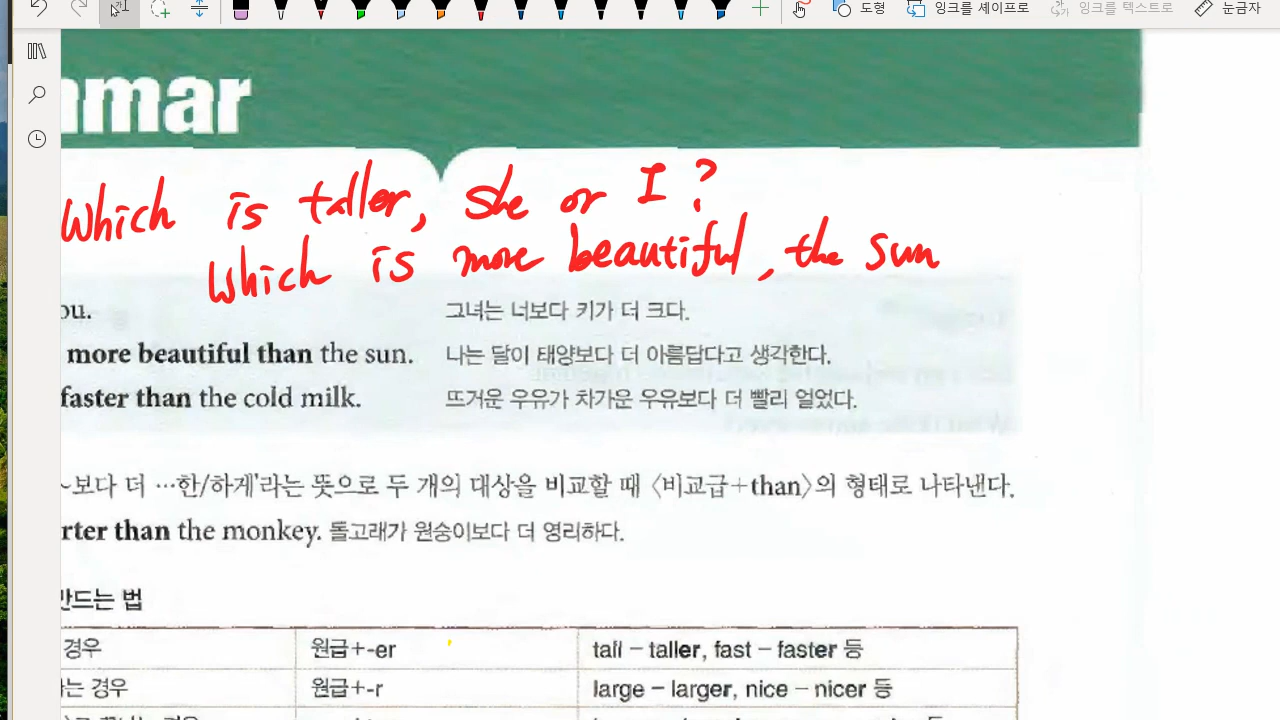 도형 잉크를 셰이프로 잉크를 텍스트로 눈금자
mmar
Which is taller, She or I?
Which is more beautiful, the sun
ou. 그녀는 너보다 키가 더 크다.
more beautiful than the sun. 나는 달이 태양보다 더 아름답다고 생각한다.
faster than the cold milk. 뜨거운 우유가 차가운 우유보다 더 빨리 얼었다.
~보다 더 …한/하게'라는 뜻으로 두 개의 대상을 비교할 때 〈비교급+than〉의 형태로 나타낸다.
rter than the monkey. 돌고래가 원숭이보다 더 영리하다.
만드는 법
경우 원급+-er tall – taller, fast – faster 등
는 경우 원급+-r large – larger, nice – nicer 등